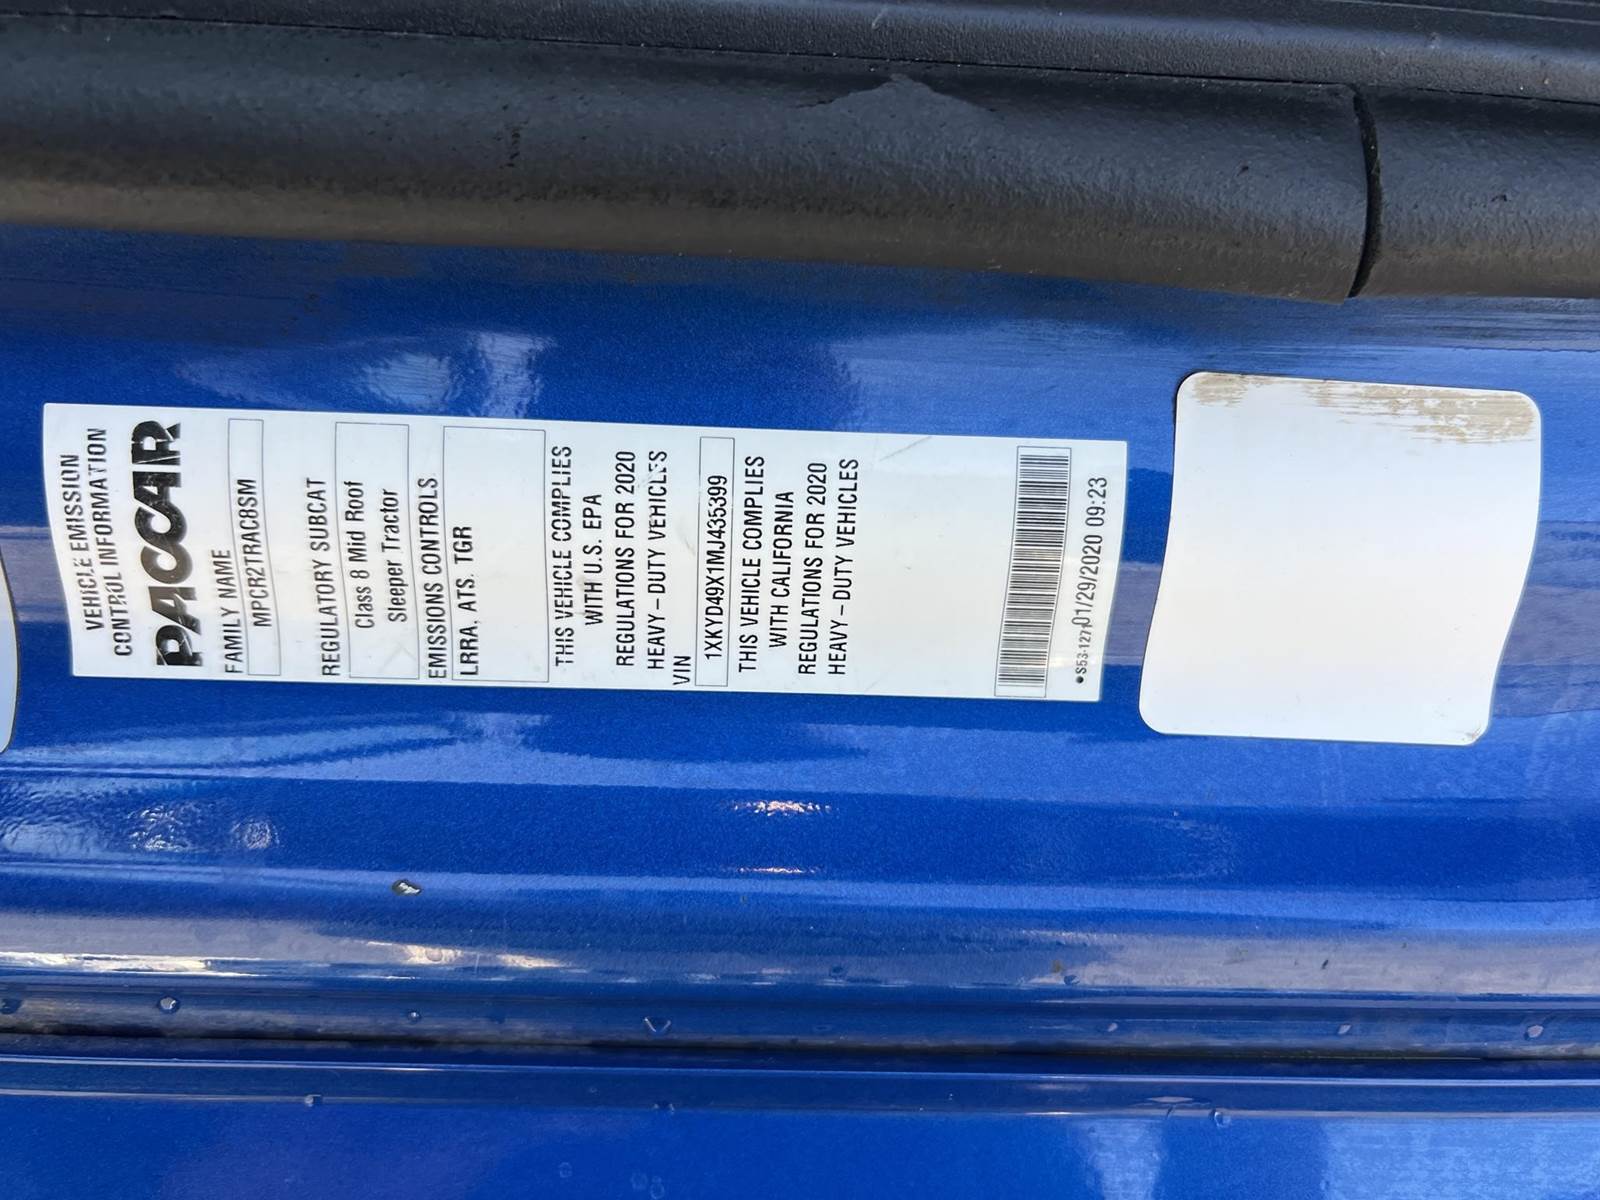 VEHICLE EMISSION
CONTROL INFORMATION
PACCAR
FAMILY NAME
MPCR2TRAC8SM
REGULATORY SUBCAT
Class 8 Mid Roof
Sleeper Tractor
EMISSIONS CONTROLS
LRRA, ATS, TGR
THIS VEHICLE COMPLIES
WITH U.S. EPA
REGULATIONS FOR 2020
HEAVY-DUTY VEHICLES
VIN
1XKYD49X1MJ435399
THIS VEHICLE COMPLIES
WITH CALIFORNIA
REGULATIONS FOR 2020
HEAVY-DUTY VEHICLES
•S53-1271 01/29/2020 09:23